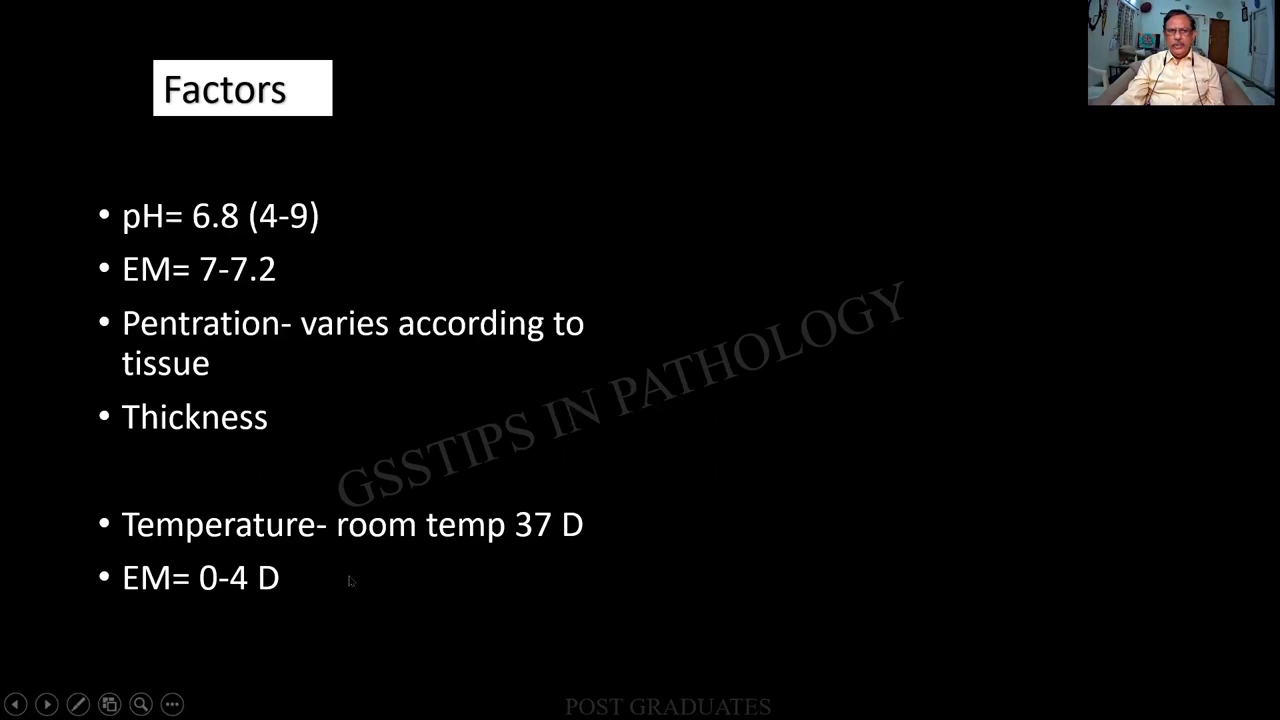 Factors
• pH= 6.8 (4-9)
• EM= 7-7.2
• Pentration- varies according to
tissue
• Thickness
• Temperature- room temp 37 D
• EM= 0-4 D
GSSTIPS IN PATHOLOGY
POST GRADUATES